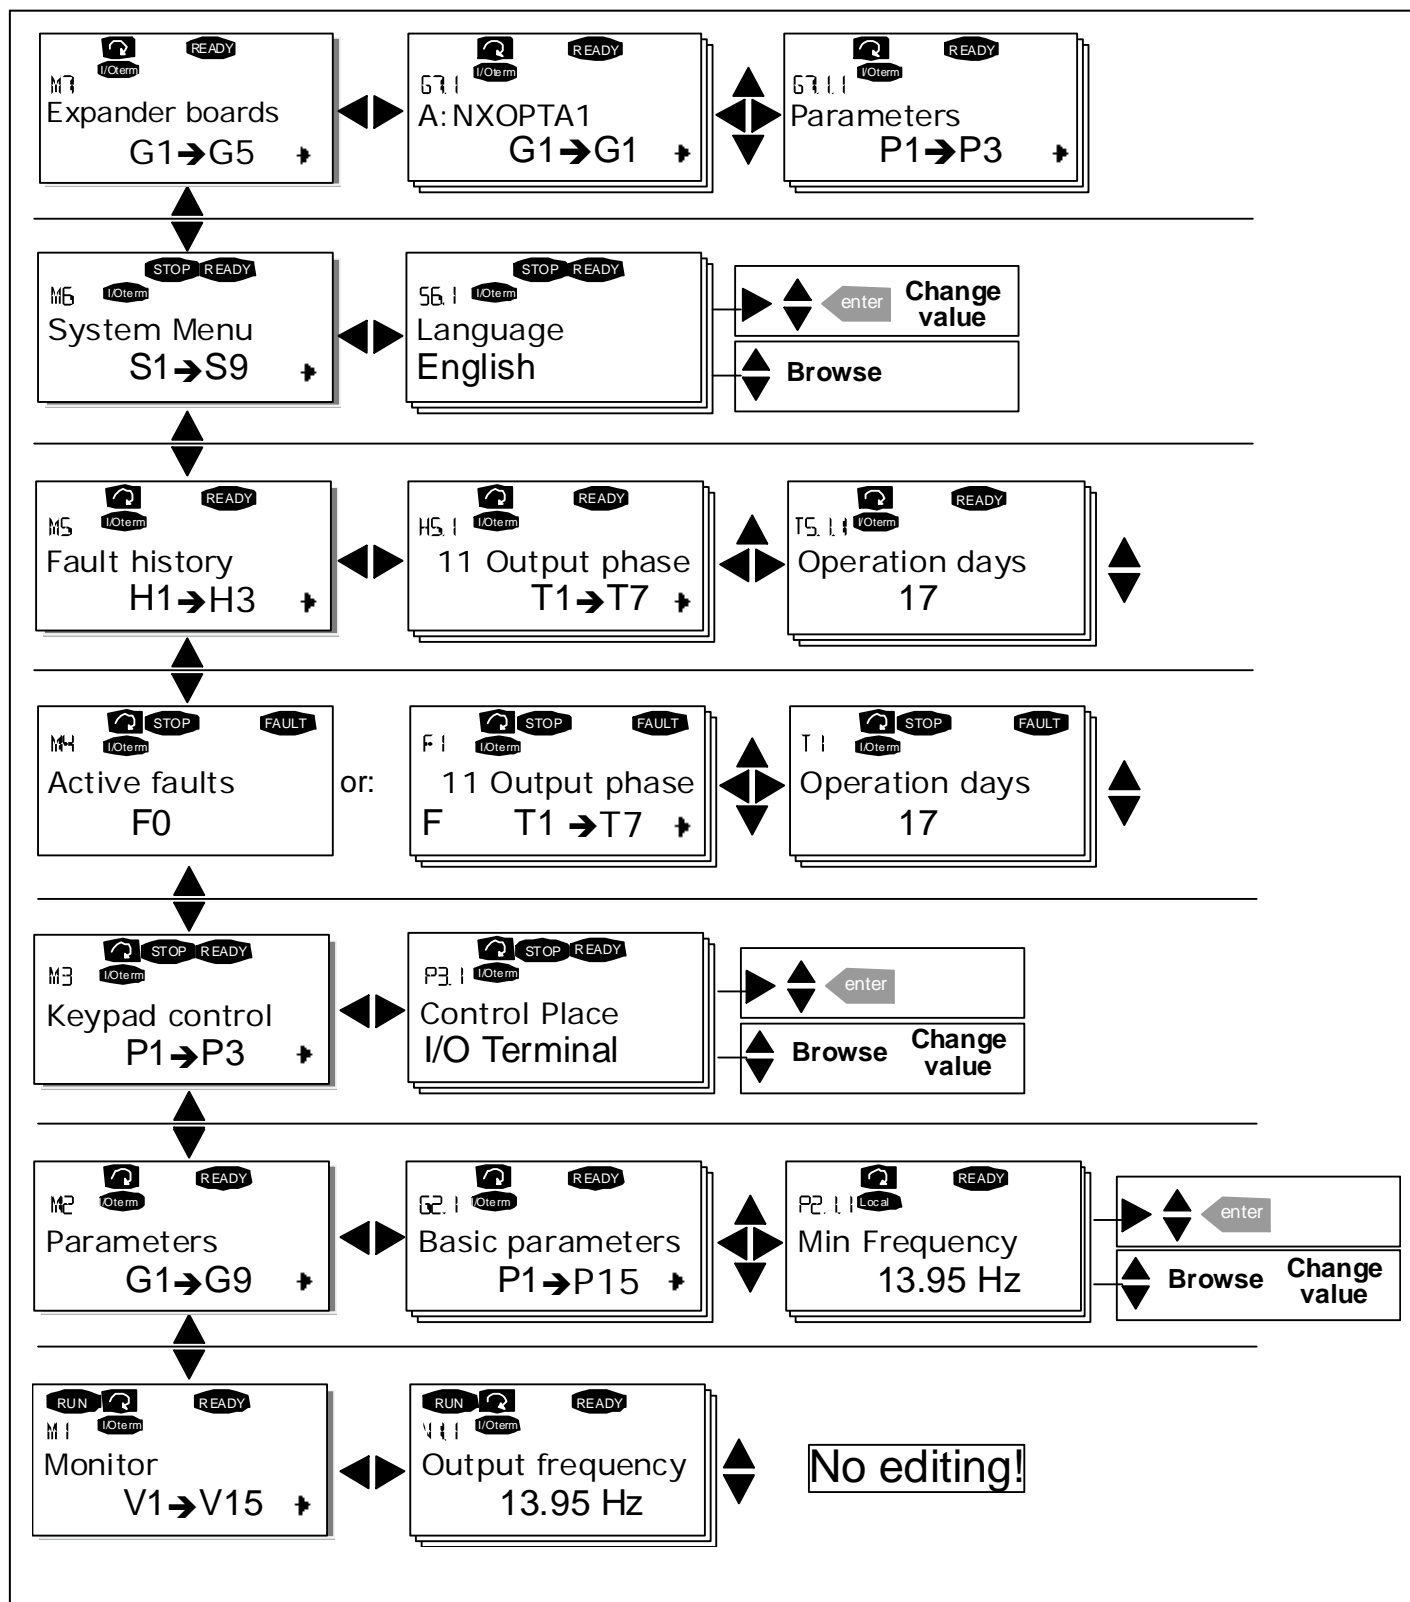 READY
I/Oterm
M7
Expander boards
G1➔G5
READY
I/Oterm
G7.1
A:NXOPTA1
G1➔G1
READY
I/Oterm
G7.1.1
Parameters
P1➔P3
STOP READY
I/Oterm
M6
System Menu
S1➔S9
STOP READY
I/Oterm
S6.1
Language
English
enter Change value
Browse
READY
I/Oterm
M5
Fault history
H1➔H3
READY
I/Oterm
H5.1
11 Output phase
T1➔T7
READY
I/Oterm
T5.1.1
Operation days
17
STOP FAULT
I/Oterm
M4
Active faults
F0
or:
STOP FAULT
I/Oterm
F1
11 Output phase
F T1➔T7
STOP FAULT
I/Oterm
T1
Operation days
17
STOP READY
I/Oterm
M3
Keypad control
P1➔P3
STOP READY
I/Oterm
P3.1
Control Place
I/O Terminal
enter
Browse Change value
READY
I/Oterm
M2
Parameters
G1➔G9
READY
I/Oterm
G2.1
Basic parameters
P1➔P15
READY
Local
P2.1.1
Min Frequency
13.95 Hz
enter
Browse Change value
RUN READY
I/Oterm
M1
Monitor
V1➔V15
RUN READY
I/Oterm
V1.1
Output frequency
13.95 Hz
No editing!